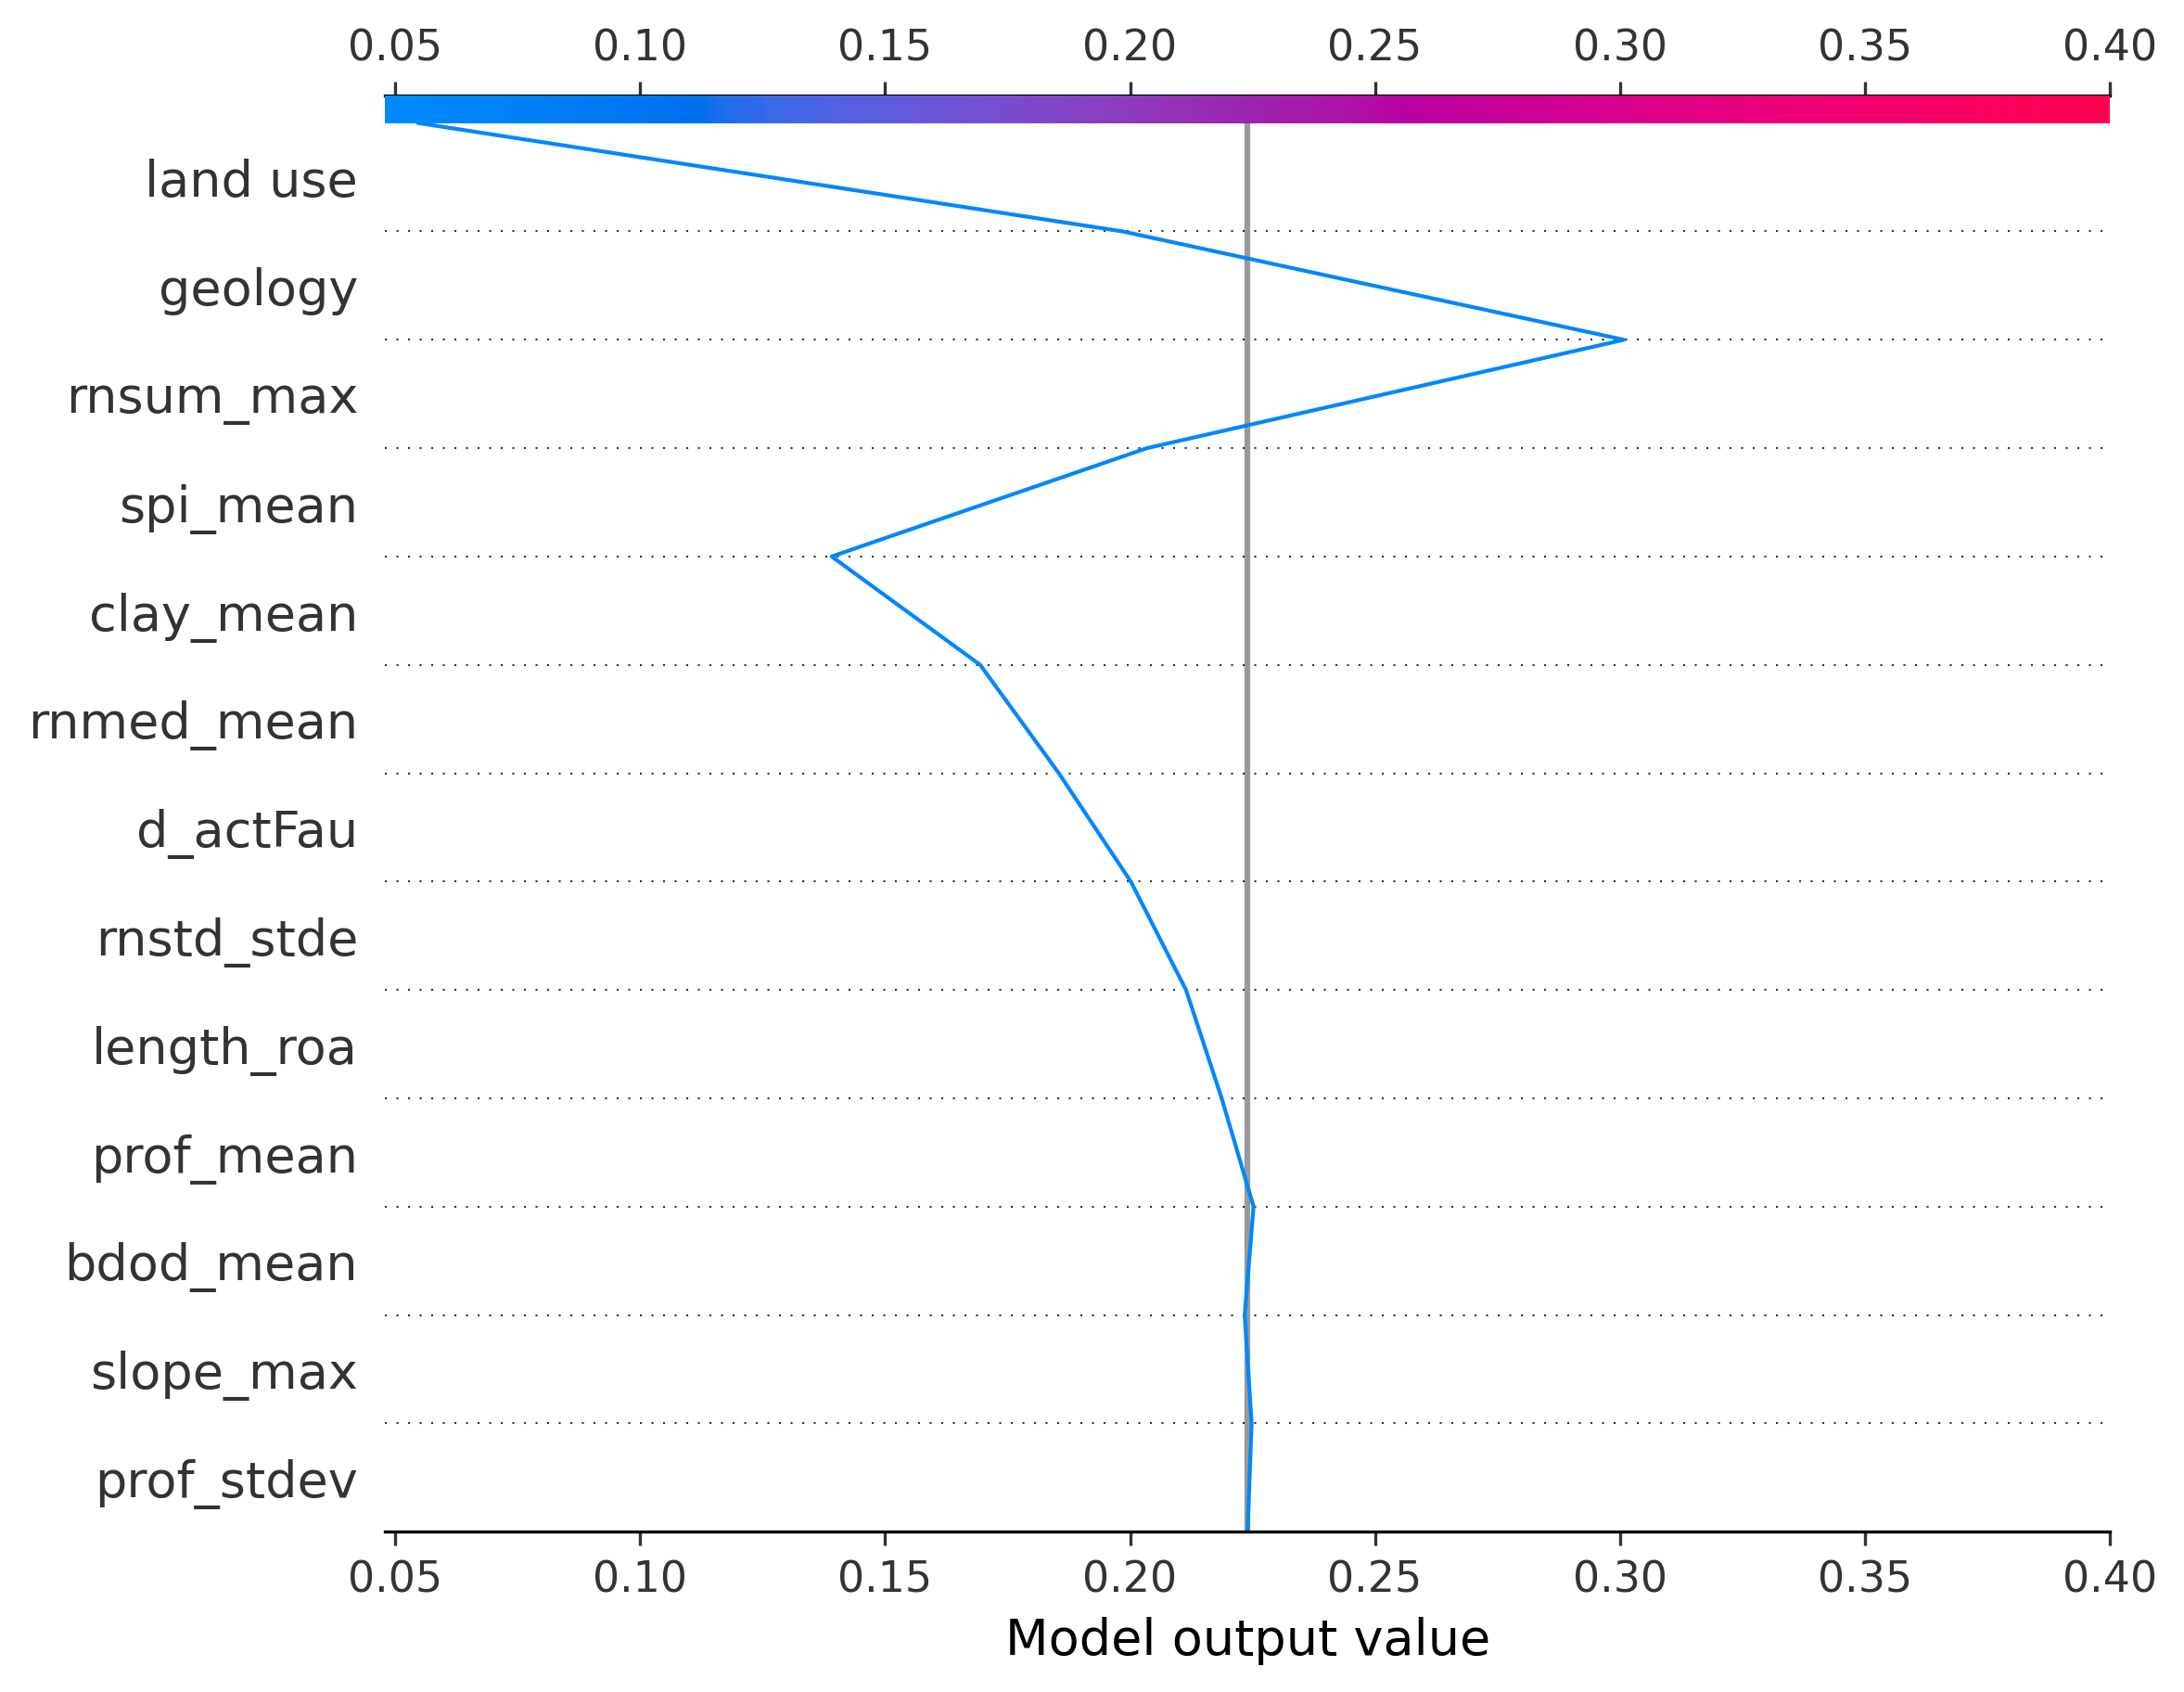 0.05 0.10 0.15 0.20 0.25 0.30 0.35 0.40
land use
geology
rnsum_max
spi_mean
clay_mean
rnmed_mean
d_actFau
rnstd_stde
length_roa
prof_mean
bdod_mean
slope_max
prof_stdev
0.05 0.10 0.15 0.20 0.25 0.30 0.35 0.40
Model output value